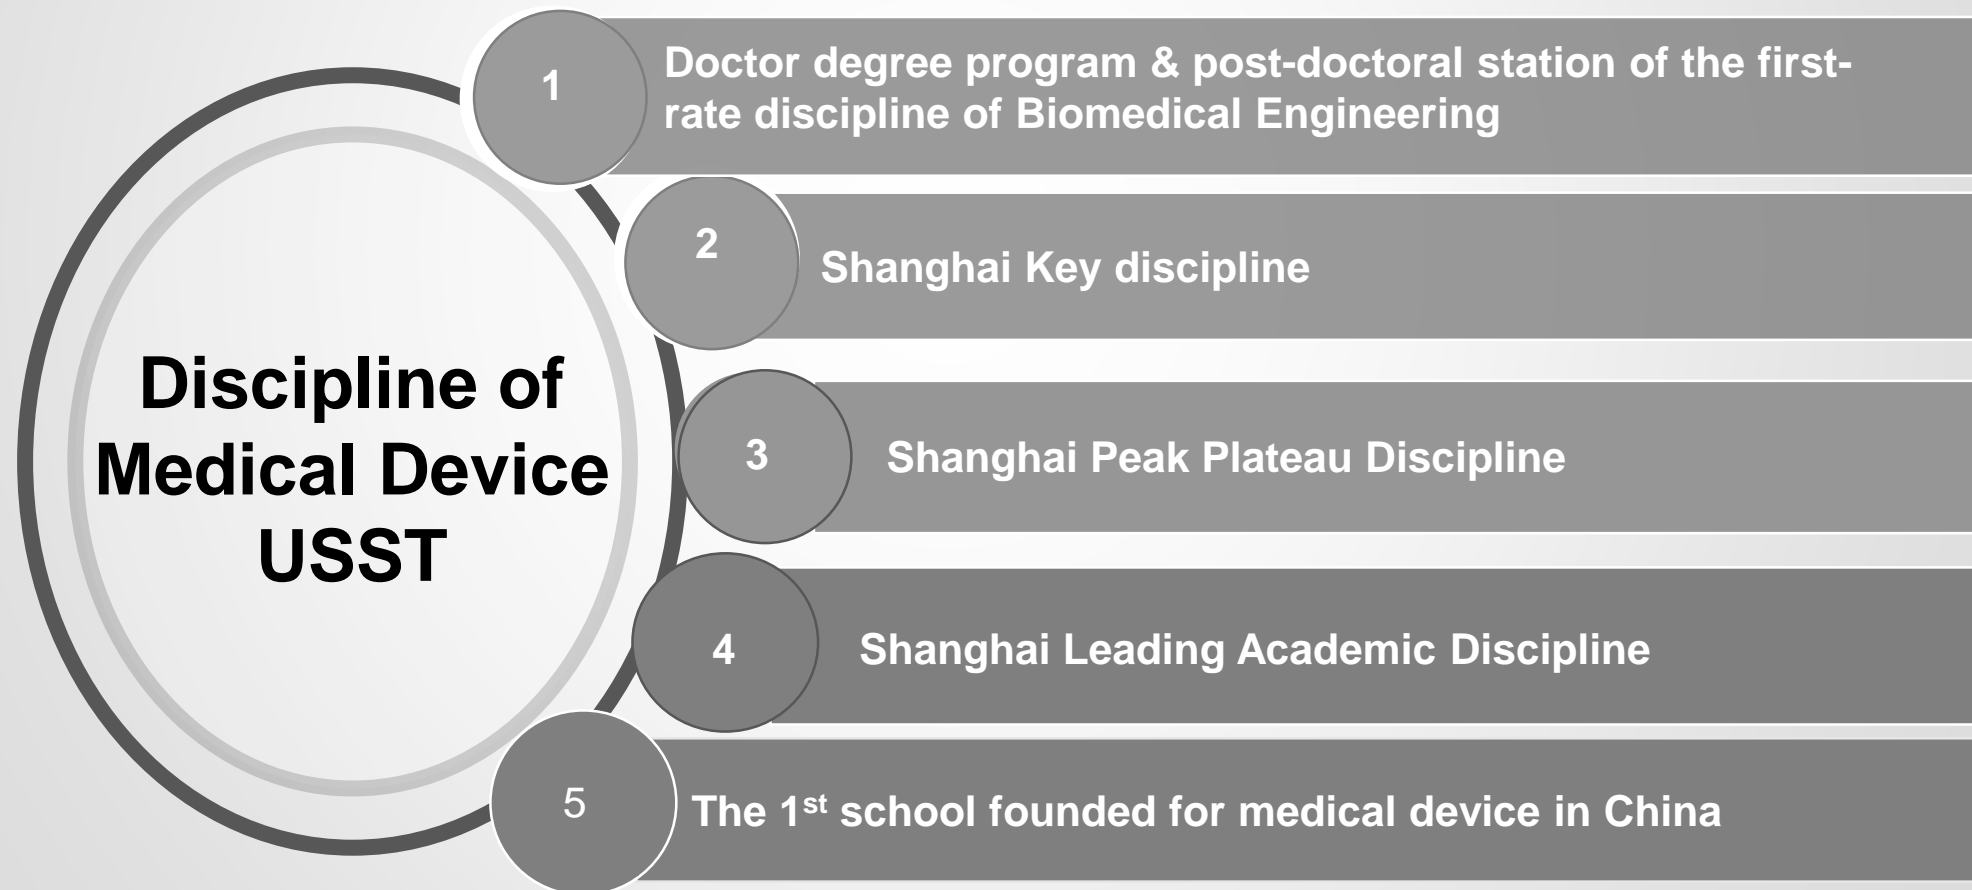 Discipline of
Medical Device
USST
1
Doctor degree program & post-doctoral station of the first-
rate discipline of Biomedical Engineering
2
Shanghai Key discipline
3
Shanghai Peak Plateau Discipline
4
Shanghai Leading Academic Discipline
5
The 1st school founded for medical device in China